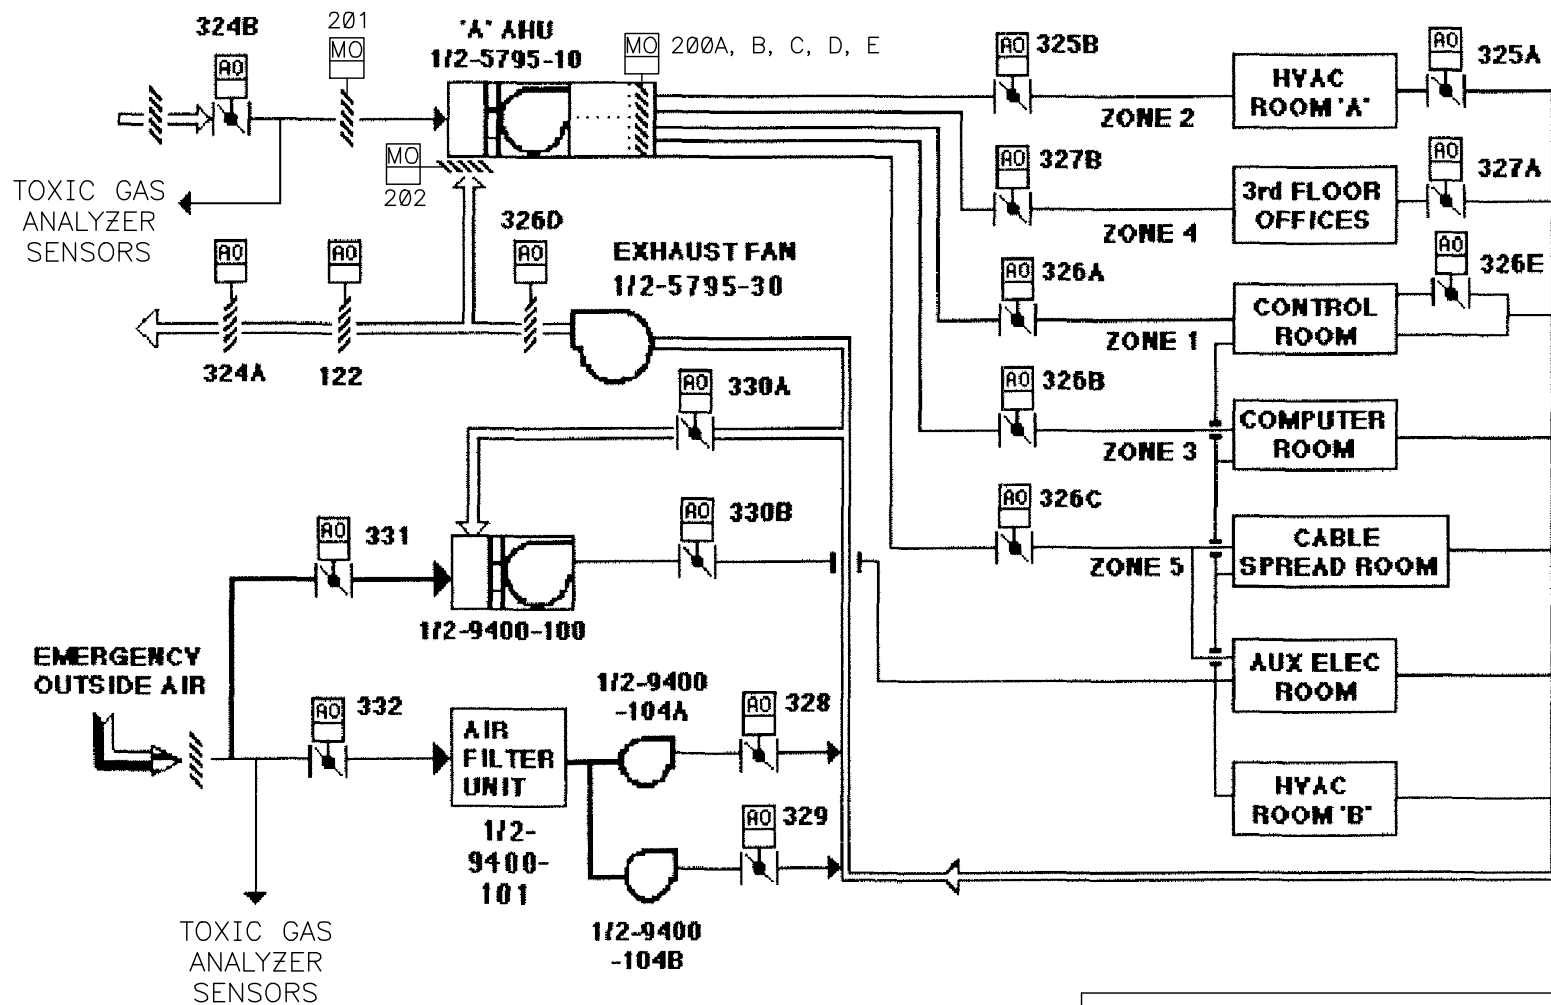 324B
AO
201
MO
"A" AHU
1/2-5795-10
MO
200A, B, C, D, E
AO
325B
ZONE 2
HVAC
ROOM "A"
AO
325A
TOXIC GAS
ANALYZER
SENSORS
MO
202
AO
327B
ZONE 4
3rd FLOOR
OFFICES
AO
327A
AO
324A
AO
122
326D
AO
EXHAUST FAN
1/2-5795-30
AO
326A
ZONE 1
CONTROL
ROOM
AO
326E
AO
330A
AO
326B
ZONE 3
COMPUTER
ROOM
AO
331
AO
330B
AO
326C
ZONE 5
CABLE
SPREAD ROOM
1/2-9400-100
EMERGENCY
OUTSIDE AIR
AO
332
AIR
FILTER
UNIT
1/2-
9400-
101
1/2-9400
-104A
AO
328
AUX ELEC
ROOM
AO
329
1/2-9400
-104B
HVAC
ROOM "B"
TOXIC GAS
ANALYZER
SENSORS